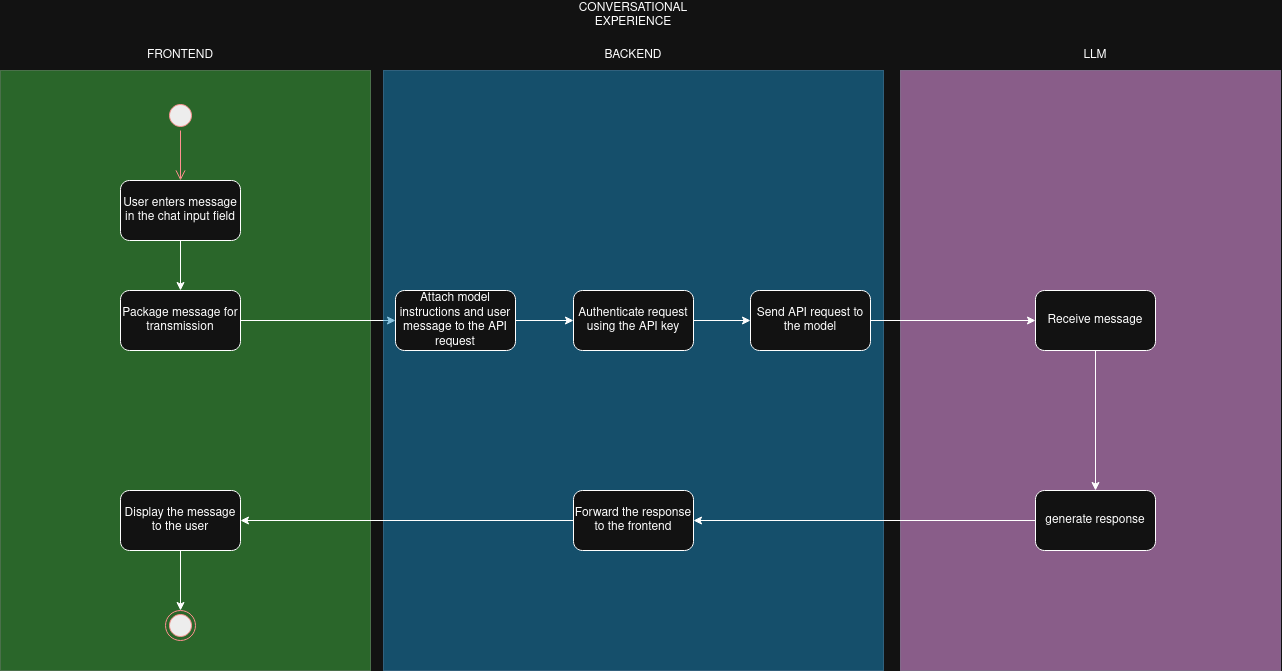 CONVERSATIONAL
EXPERIENCE
FRONTEND
BACKEND
LLM
User enters message
in the chat input field
Package message for
transmission
Attach model
instructions and user
message to the API
request
Authenticate request
using the API key
Send API request to
the model
Receive message
Display the message
to the user
Forward the response
to the frontend
generate response